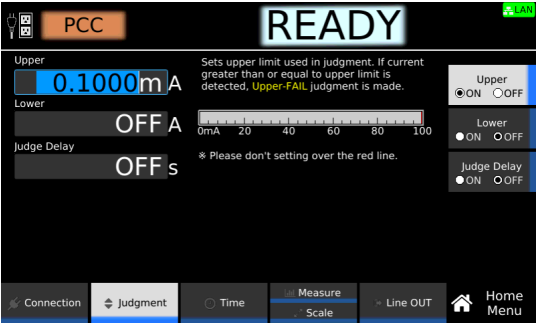 PCC
READY
LAN
Upper
0.1000m A
Lower
OFF A
Judge Delay
OFF s
Sets upper limit used in judgment. If current
greater than or equal to upper limit is
detected, Upper-FAIL judgment is made.
0mA 20 40 60 80 100
※ Please don't setting over the red line.
Upper
ON OFF
Lower
ON OFF
Judge Delay
ON OFF
Connection
Judgment
Time
Measure
Scale
Line OUT
Home
Menu